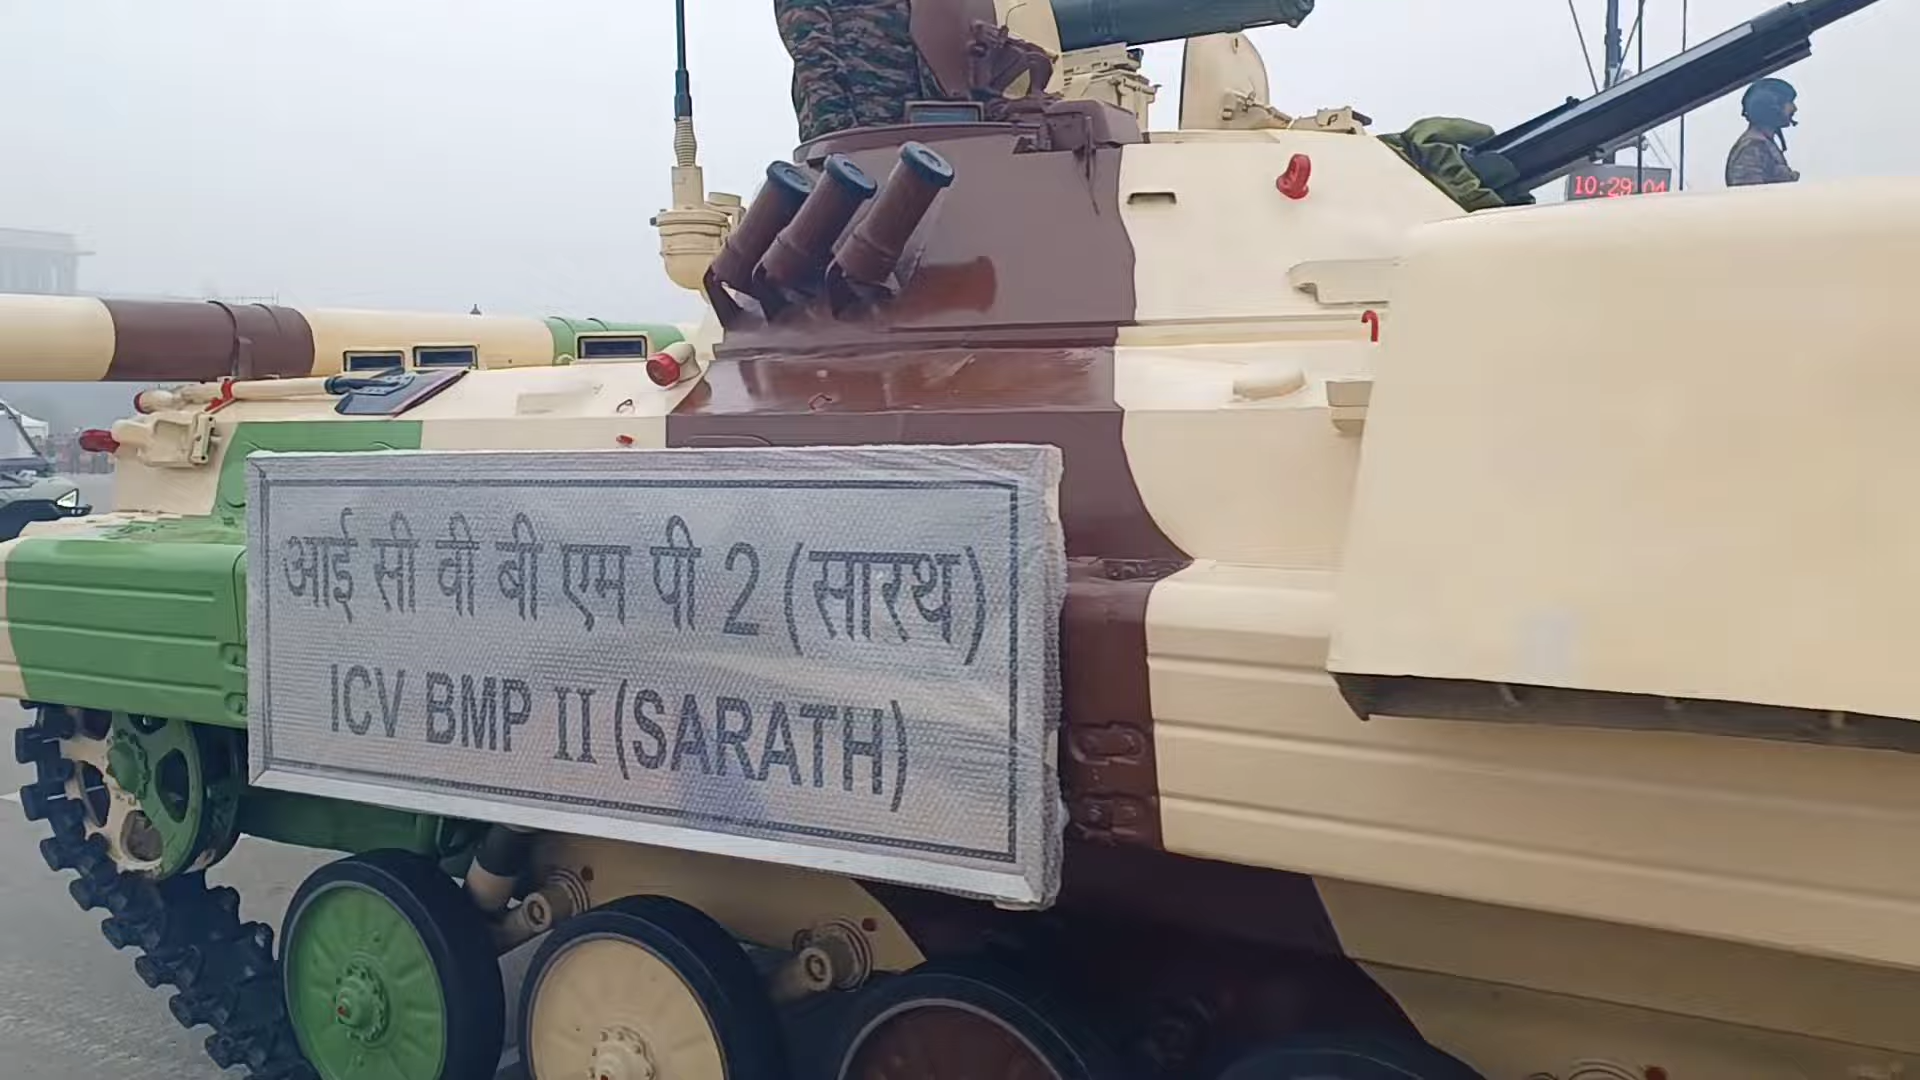 10:29:04
आई सी वी बी एम पी 2 (सारथ)
ICV BMP II (SARATH)